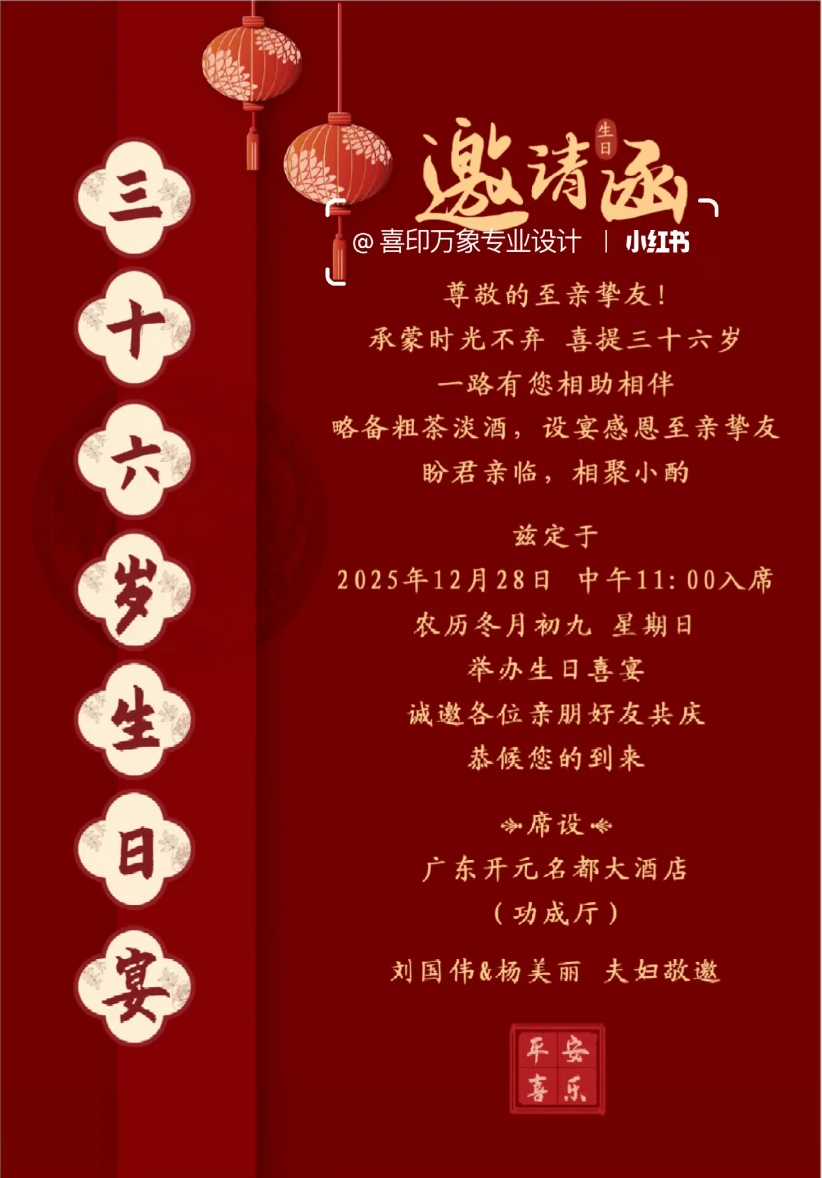 三十六岁生日宴
邀请函
生日
@喜印万象专业设计 | 小红书
尊敬的至亲挚友！
承蒙时光不弃 喜提三十六岁
一路有您相助相伴
略备粗茶淡酒，设宴感恩至亲挚友
盼君亲临，相聚小酌
兹定于
2025年12月28日 中午11:00入席
农历冬月初九 星期日
举办生日喜宴
诚邀各位亲朋好友共庆
恭候您的到来
席设
广东开元名都大酒店
（功成厅）
刘国伟&杨美丽 夫妇敬邀
平安
喜乐